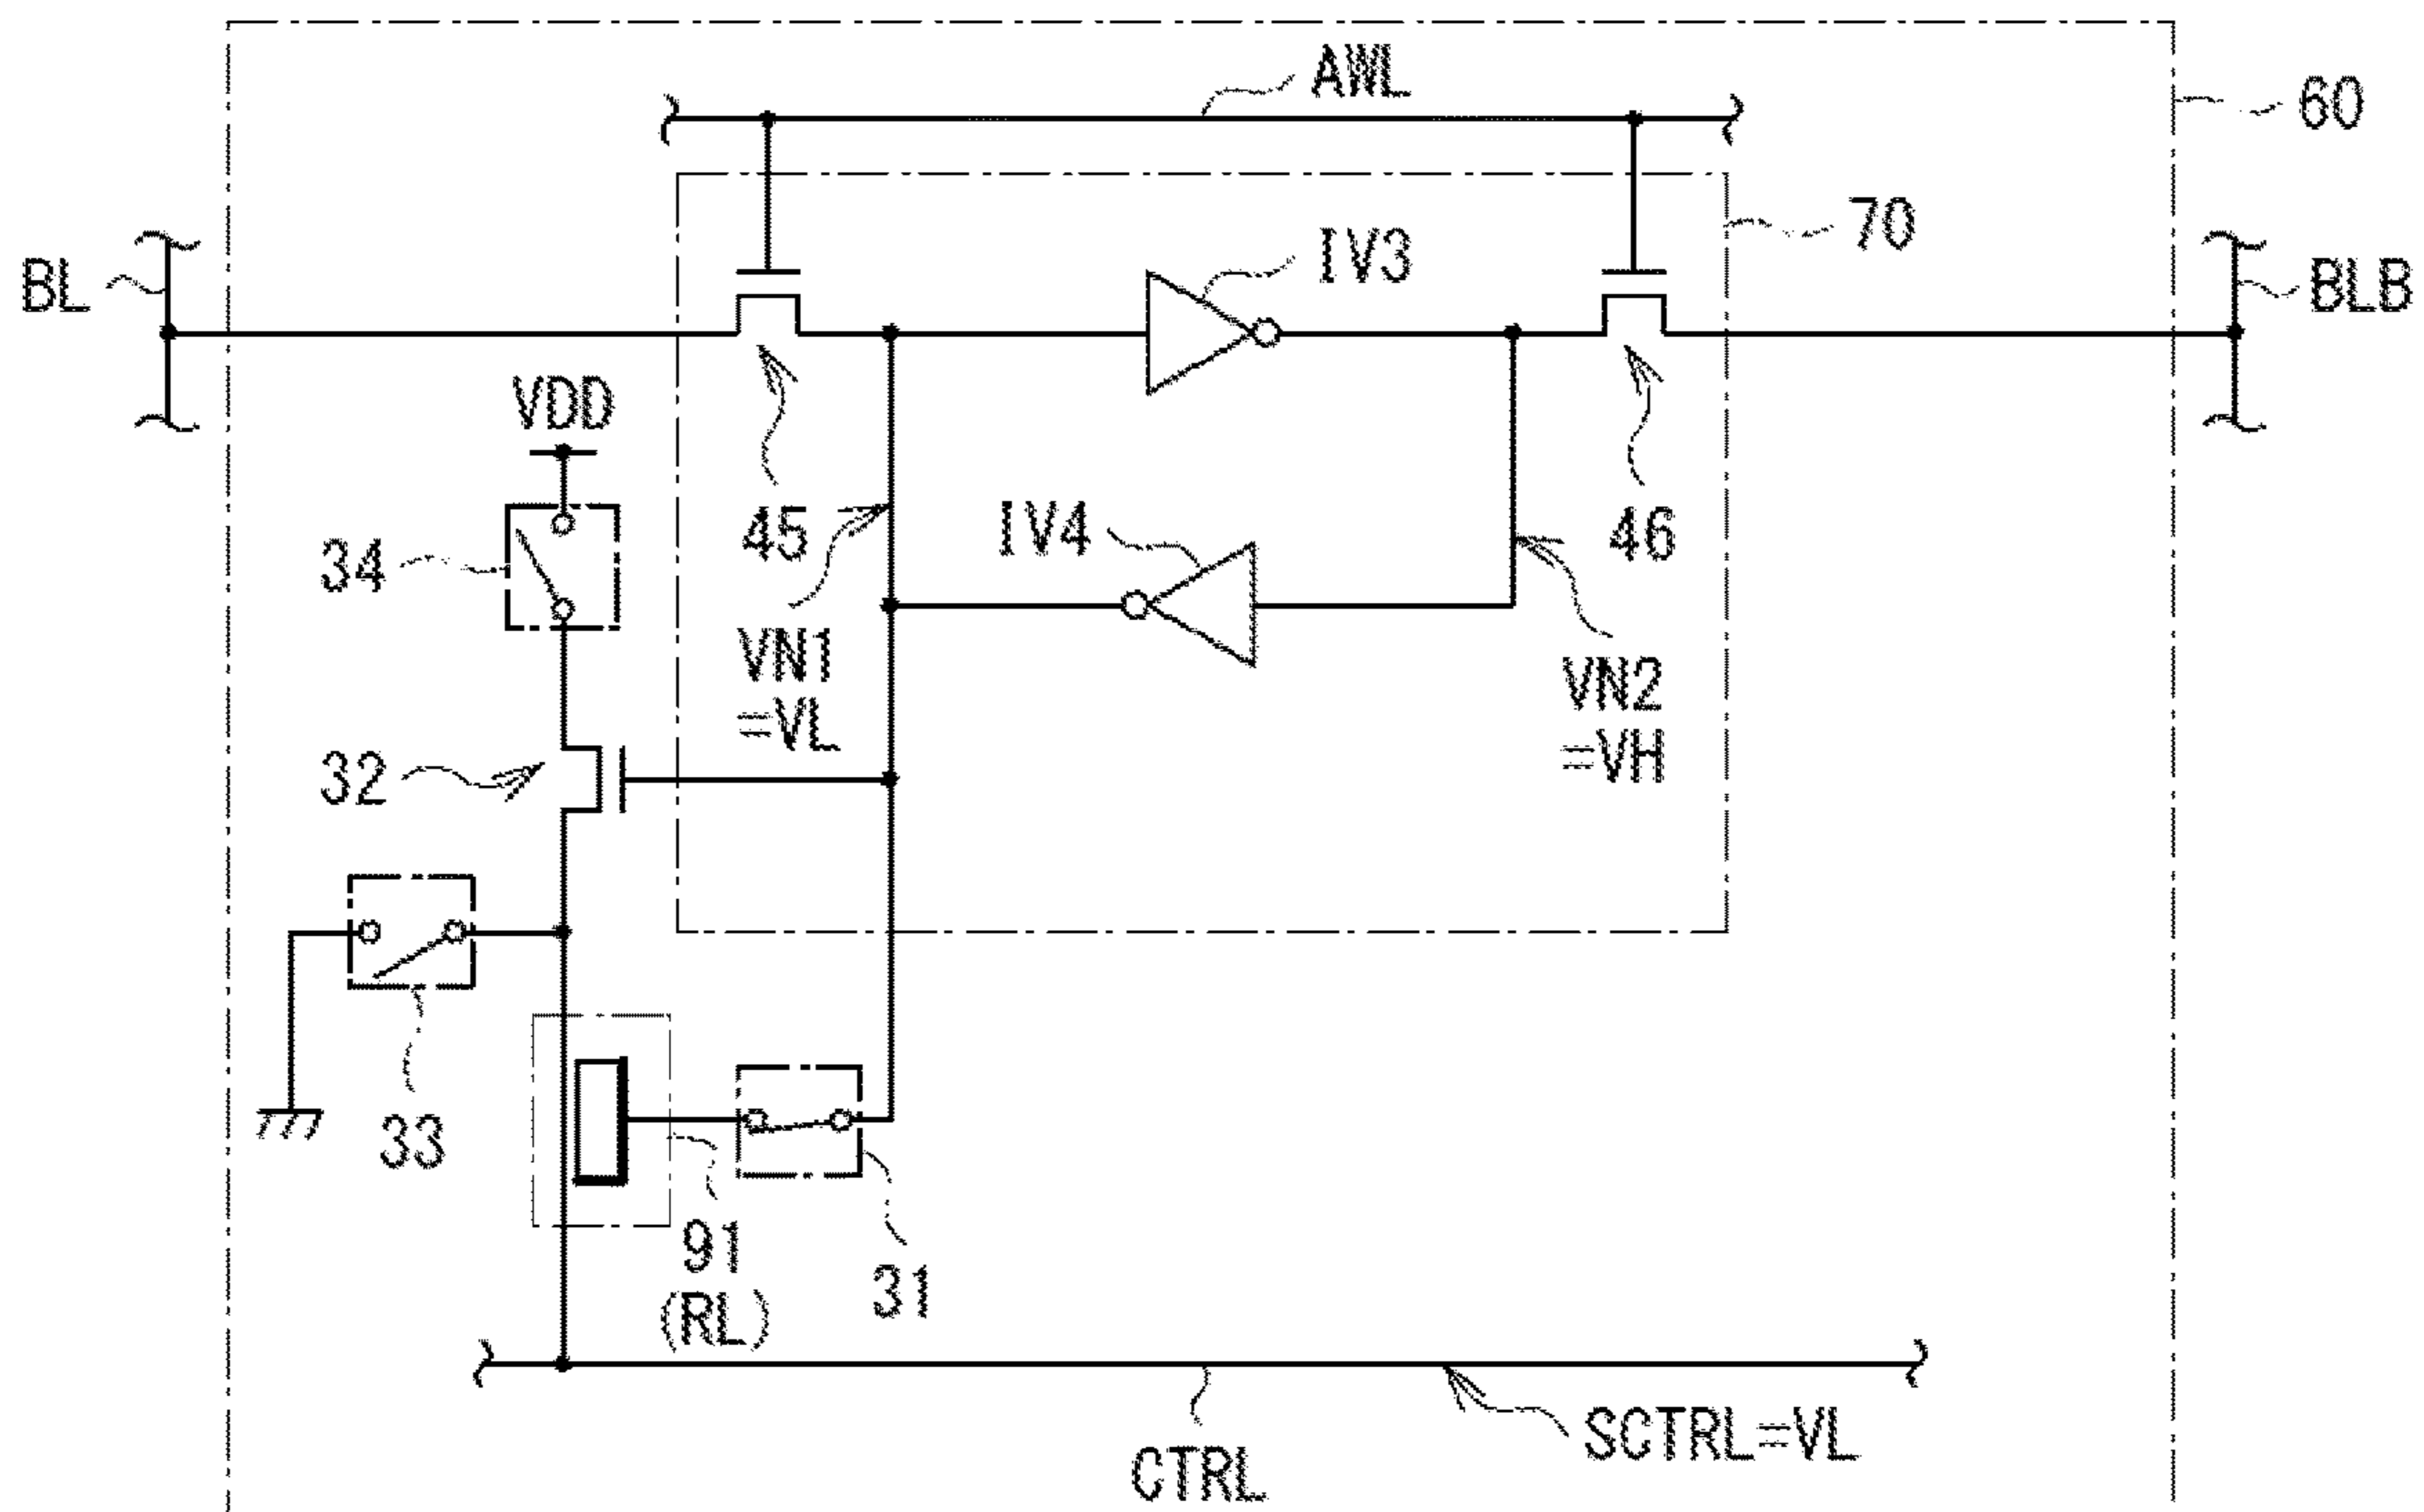 AWL
60
70
BL
IV3
BLB
VDD
34
45
IV4
46
VN1
=VL
VN2
=VH
32
33
91
(RL)
31
SCTRL=VL
CTRL